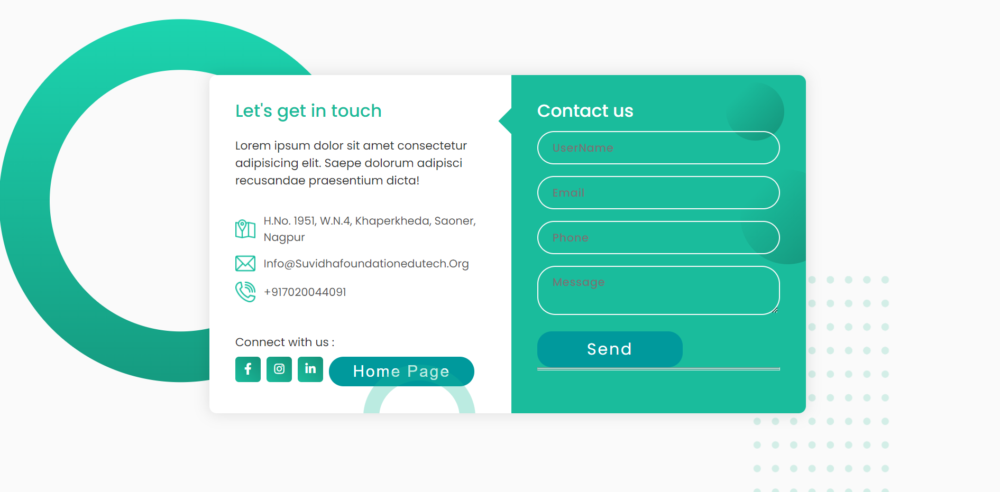 Let's get in touch
Lorem ipsum dolor sit amet consectetur
adipisicing elit. Saepe dolorum adipisci
recusandae praesentium dicta!
H.No. 1951, W.N.4, Khaperkheda, Saoner,
Nagpur
Info@Suvidhafoundationedutech.Org
+917020044091
Connect with us :
Home Page
Contact us
UserName
Email
Phone
Message
Send